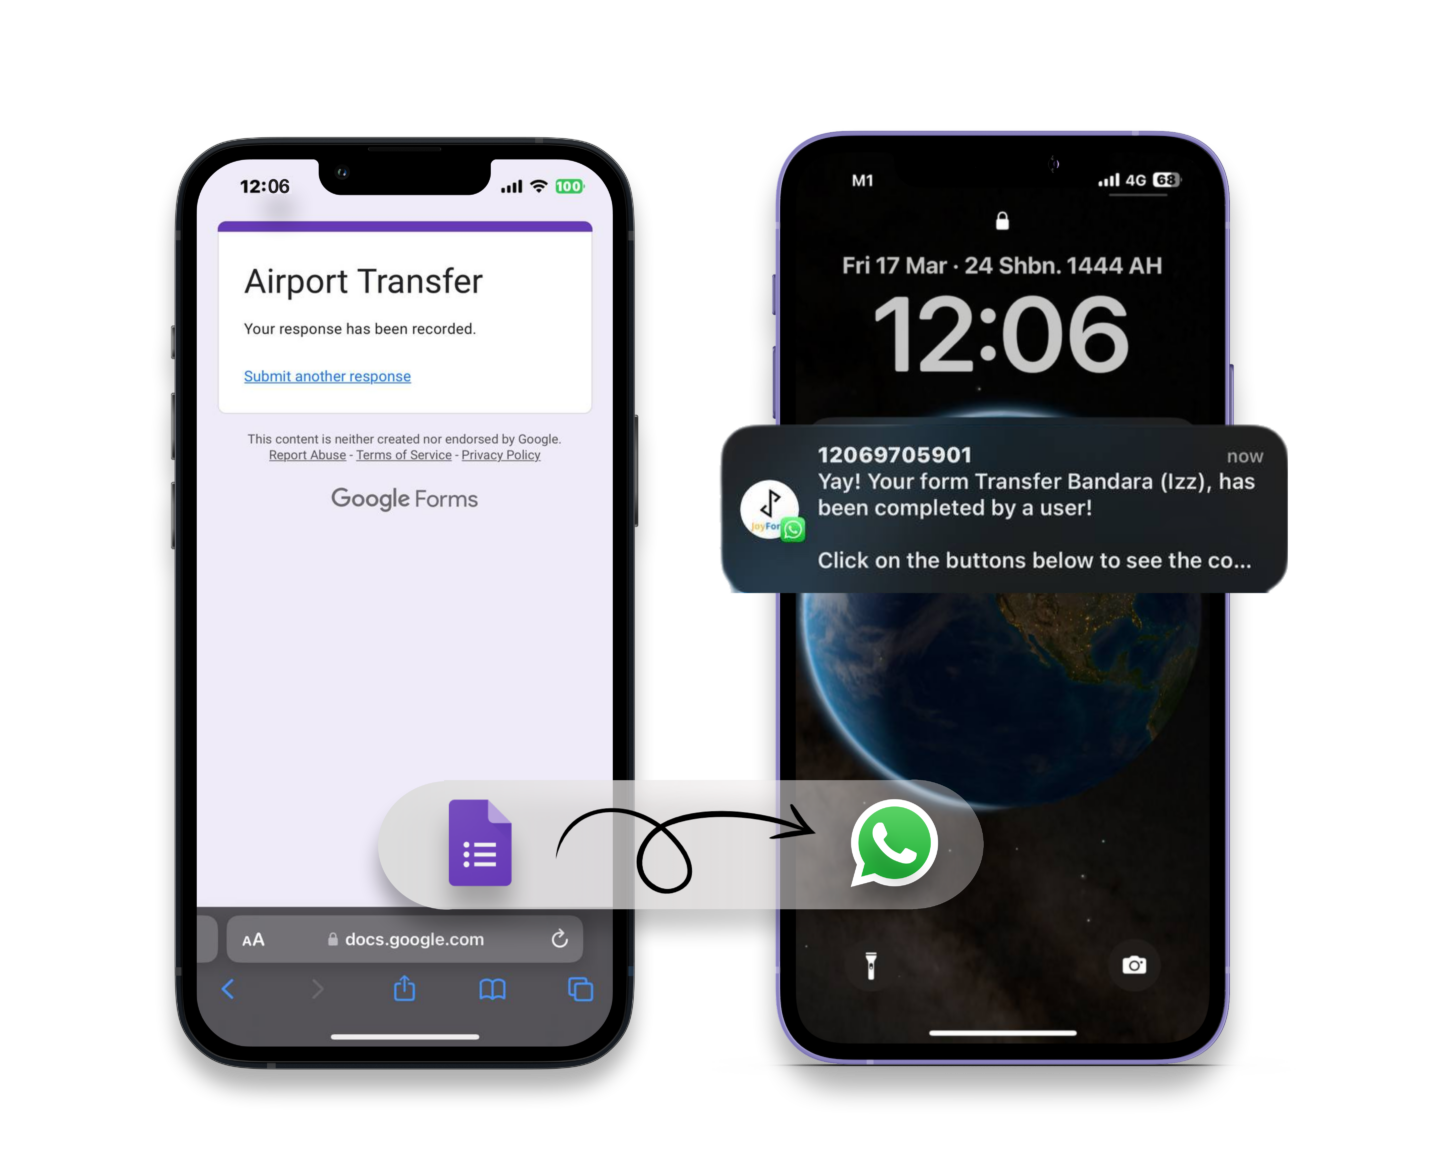 12:06
100
Airport Transfer
Your response has been recorded.
Submit another response
This content is neither created nor endorsed by Google.
Report Abuse - Terms of Service - Privacy Policy
Google Forms
AA
docs.google.com
M1
4G 68
Fri 17 Mar · 24 Shbn. 1444 AH
12:06
12069705901
now
Yay! Your form Transfer Bandara (Izz), has
been completed by a user!
Click on the buttons below to see the co...
JoyFor